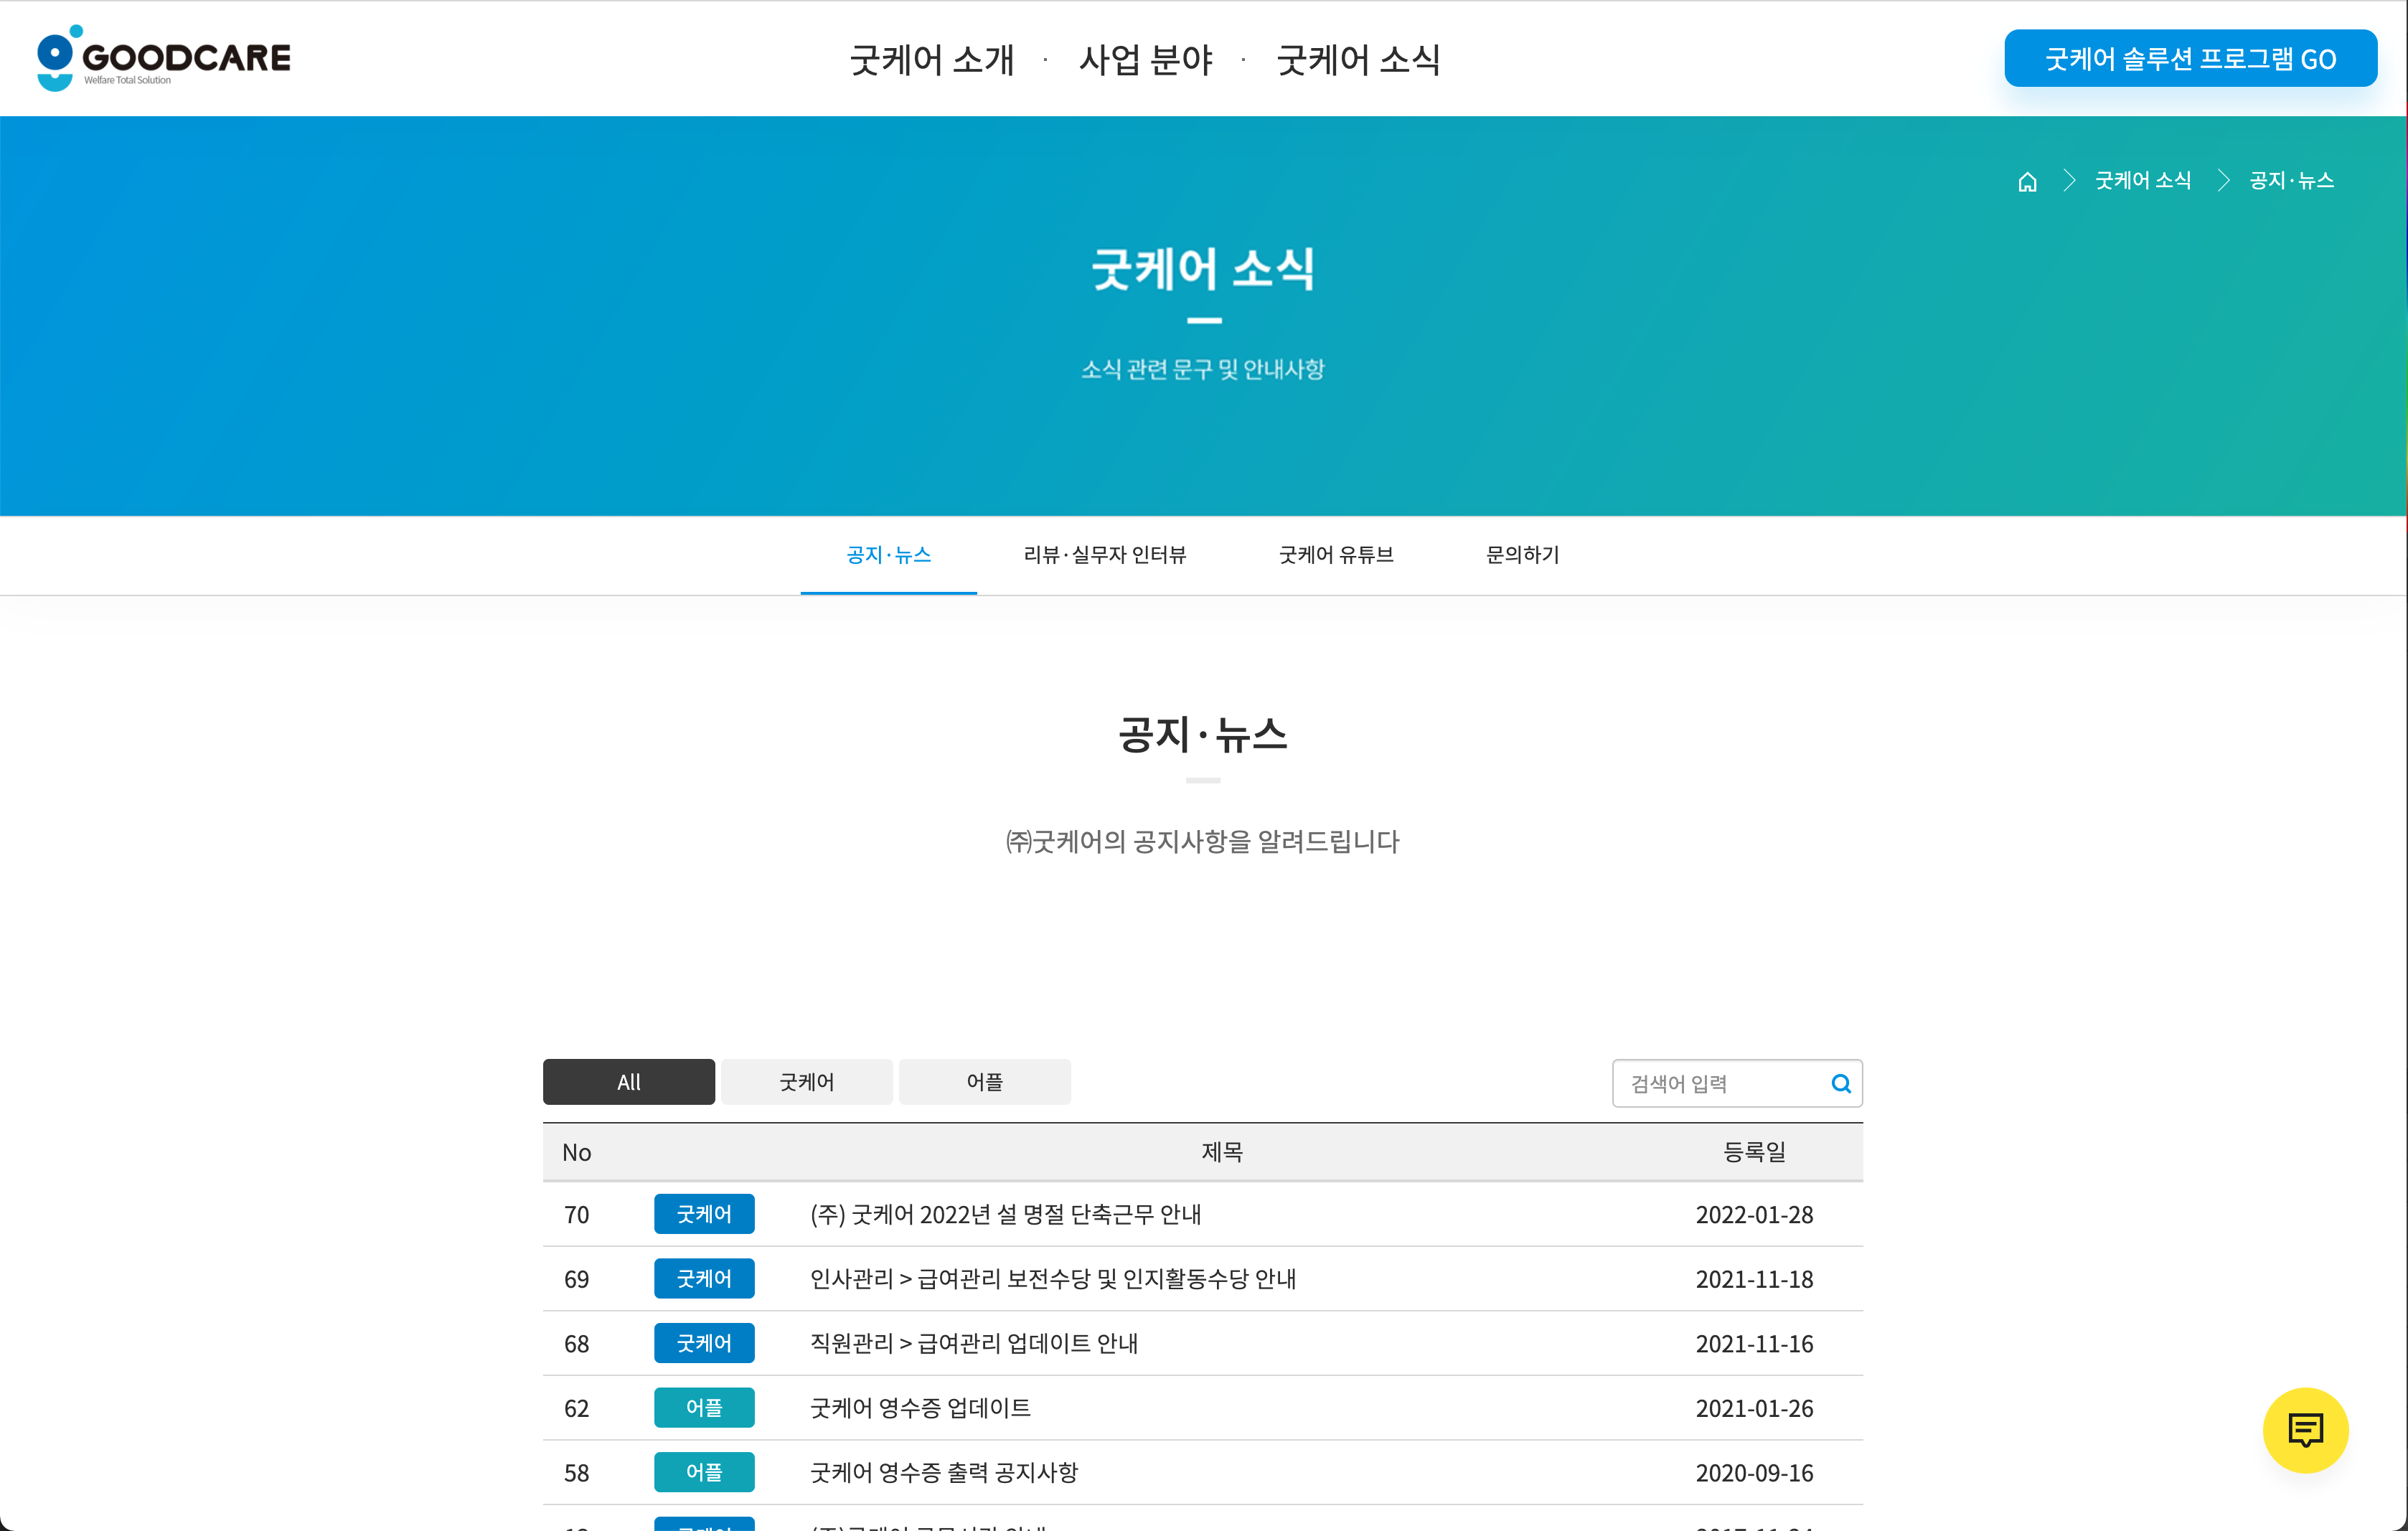 GOODCARE
Welfare Total Solution
굿케어 소개 · 사업 분야 · 굿케어 소식
굿케어 솔루션 프로그램 GO
굿케어 소식 공지·뉴스
굿케어 소식
소식 관련 문구 및 안내사항
공지·뉴스 리뷰·실무자 인터뷰 굿케어 유튜브 문의하기
공지·뉴스
㈜굿케어의 공지사항을 알려드립니다
All 굿케어 어플 검색어 입력
No 제목 등록일
70 굿케어 (주) 굿케어 2022년 설 명절 단축근무 안내 2022-01-28
69 굿케어 인사관리 > 급여관리 보전수당 및 인지활동수당 안내 2021-11-18
68 굿케어 직원관리 > 급여관리 업데이트 안내 2021-11-16
62 어플 굿케어 영수증 업데이트 2021-01-26
58 어플 굿케어 영수증 출력 공지사항 2020-09-16